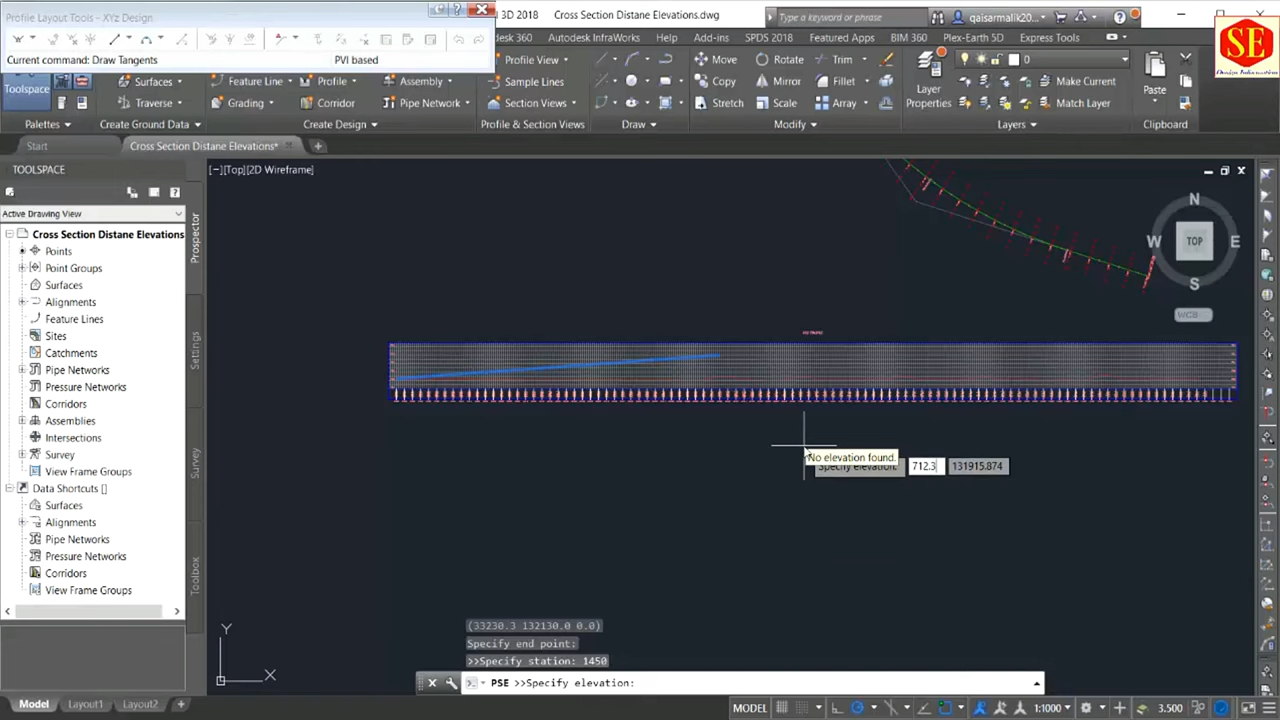 Profile Layout Tools - XYz Design
3D 2018
Cross Section Distane Elevations.dwg
Type a keyword or phrase
qaisarmalik20...
SE
Current command: Draw Tangents
PVI based
desk 360
Autodesk InfraWorks
Help
Add-ins
SPDS 2018
Featured Apps
BIM 360
Plex-Earth 5D
Express Tools
Toolspace
Surfaces
Traverse
Feature Line
Grading
Profile
Corridor
Assembly
Pipe Network
Profile View
Sample Lines
Section Views
Move
Copy
Stretch
Rotate
Mirror
Scale
Trim
Fillet
Array
Layer
Properties
0
Make Current
Match Layer
Paste
Palettes
Create Ground Data
Create Design
Profile & Section Views
Draw
Modify
Layers
Clipboard
Start
Cross Section Distane Elevations*
TOOLSPACE
[−][Top][2D Wireframe]
Active Drawing View
Cross Section Distane Elevations
Points
Point Groups
Surfaces
Alignments
Feature Lines
Sites
Catchments
Pipe Networks
Pressure Networks
Corridors
Assemblies
Intersections
Survey
View Frame Groups
Data Shortcuts []
Surfaces
Alignments
Pipe Networks
Pressure Networks
Corridors
View Frame Groups
Prospector
Settings
Survey
Toolbox
N
W
TOP
E
S
WCS
No elevation found.
Specify elevation:
712.3
131915.874
Y
X
(33230.3 132130.0 0.0)
Specify end point:
>>Specify station: 1450
PSE >>Specify elevation:
Model
Layout1
Layout2
MODEL
1:1000
3.500